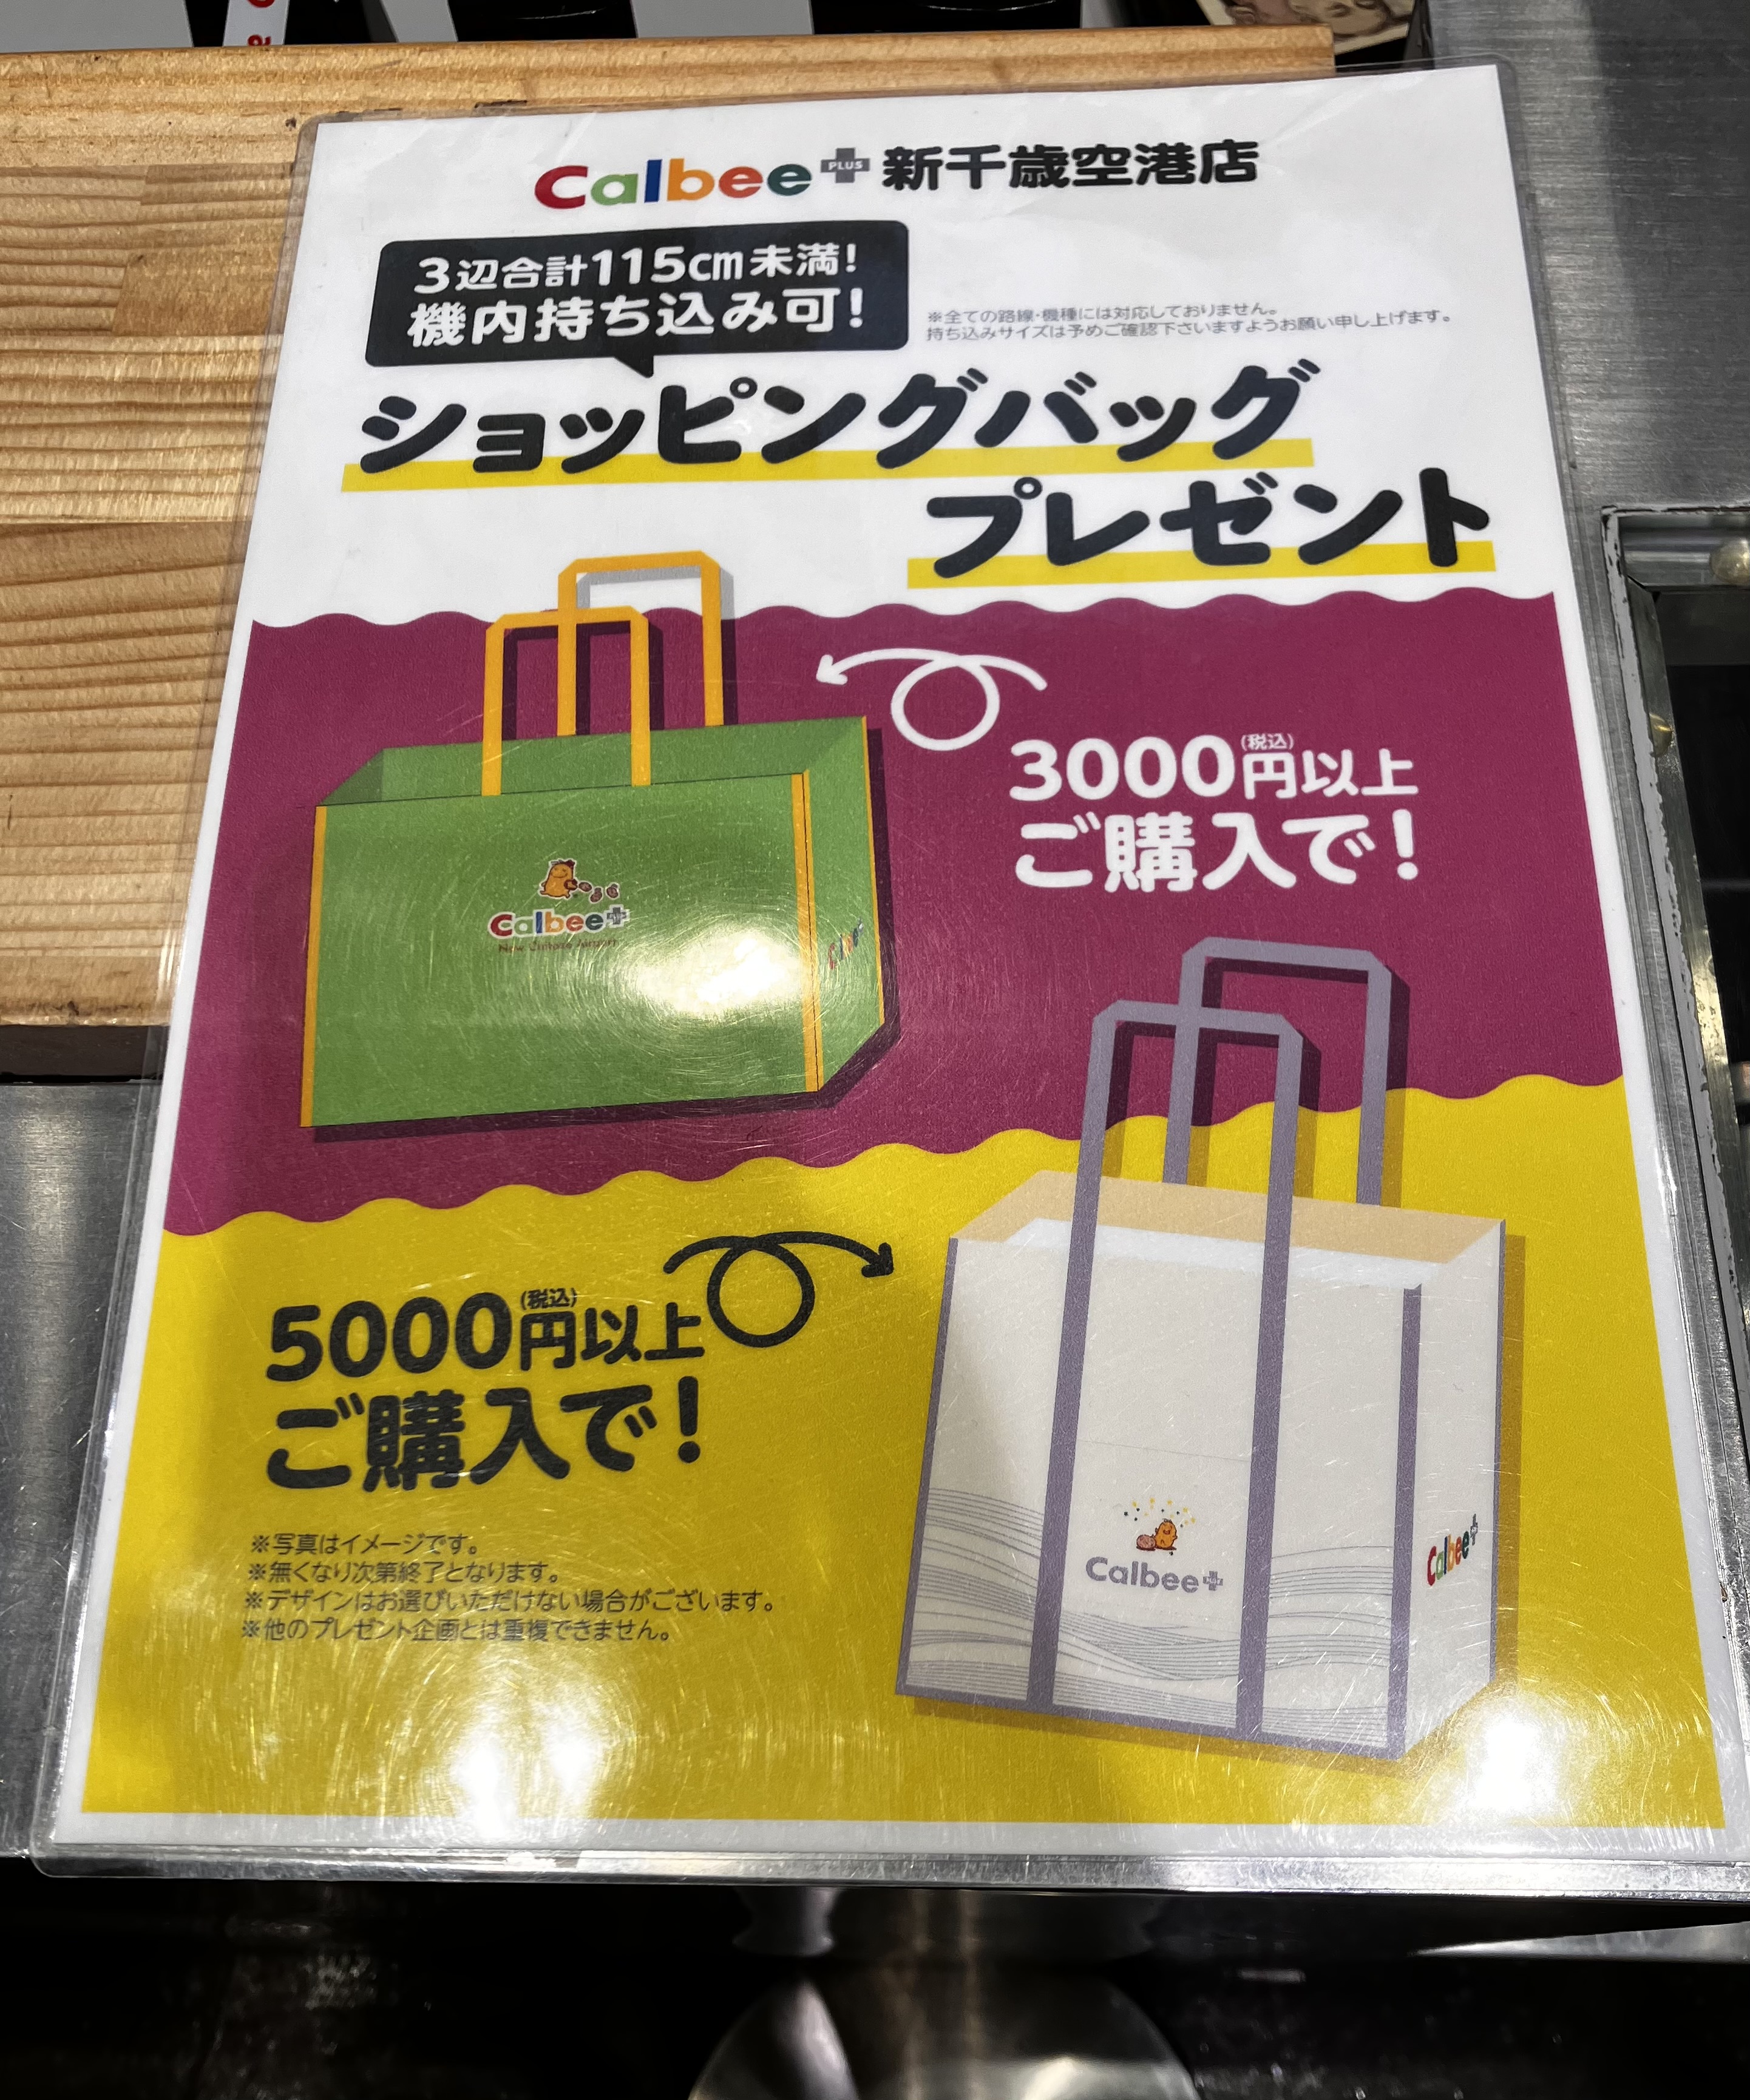 Calbee PLUS 新千歳空港店
3辺合計115cm未満!
機内持ち込み可!
※全ての路線・機種には対応しておりません。
持ち込みサイズは予めご確認下さいますようお願い申し上げます。
ショッピングバッグ
プレゼント
3000円(税込)以上
ご購入で!
Calbee+
New Chitose Airport
Calbee+
5000円(税込)以上
ご購入で!
※写真はイメージです。
※無くなり次第終了となります。
※デザインはお選びいただけない場合がございます。
※他のプレゼント企画とは重複できません。
Calbee+
Calbee+